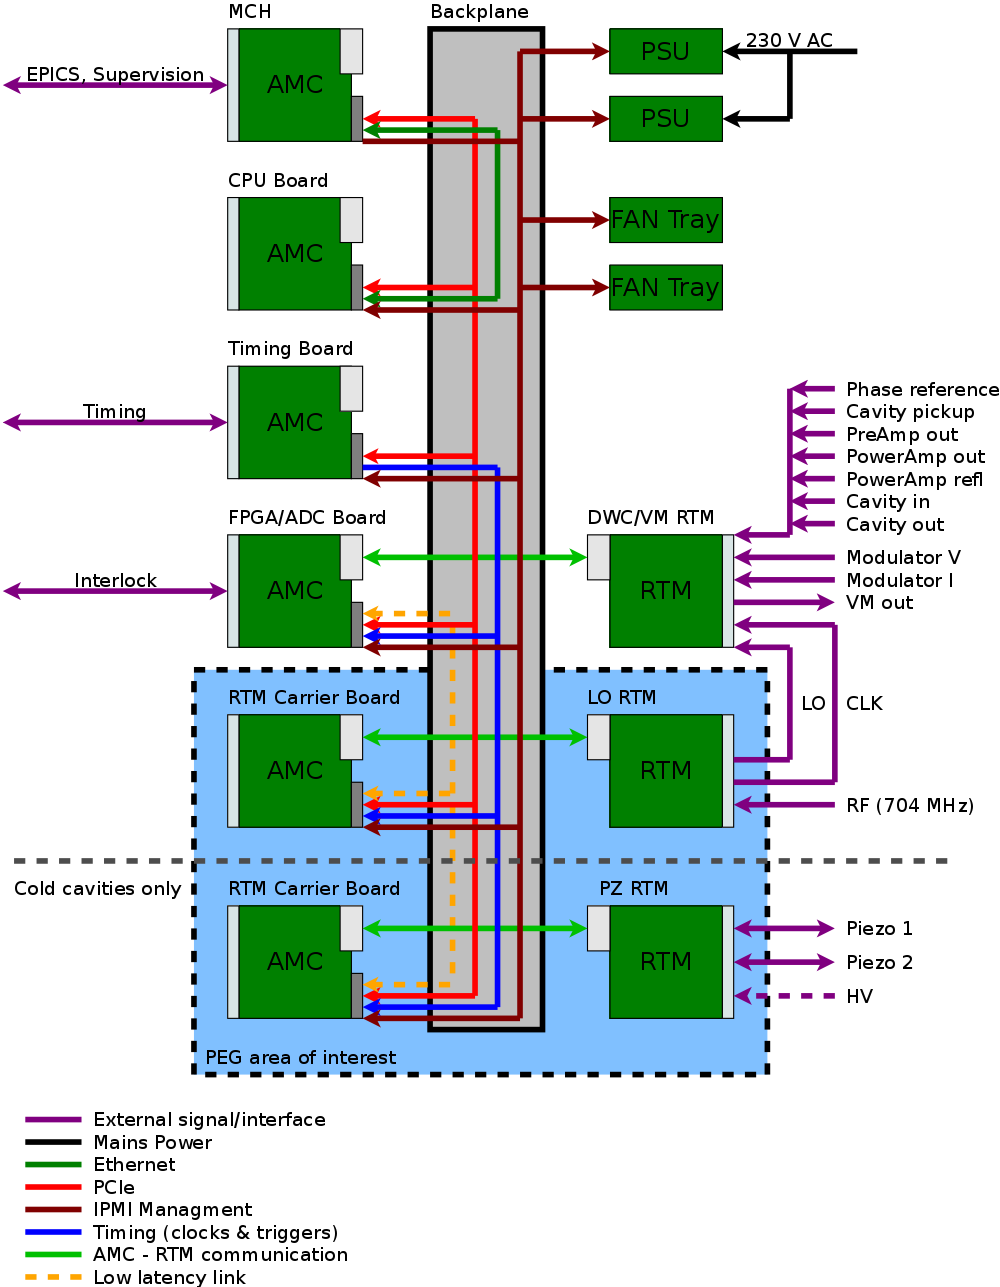 MCH
Backplane
230 V AC
PSU
EPICS, Supervision
AMC
PSU
CPU Board
FAN Tray
AMC
FAN Tray
Timing Board
Phase reference
Timing
Cavity pickup
AMC
PreAmp out
PowerAmp out
PowerAmp refl
Cavity in
FPGA/ADC Board
DWC/VM RTM
Cavity out
Modulator V
Interlock
Modulator I
AMC
RTM
VM out
RTM Carrier Board
LO RTM
LO
CLK
AMC
RTM
RF (704 MHz)
Cold cavities only
RTM Carrier Board
PZ RTM
Piezo 1
AMC
RTM
Piezo 2
HV
PEG area of interest
External signal/interface
Mains Power
Ethernet
PCIe
IPMI Managment
Timing (clocks & triggers)
AMC - RTM communication
Low latency link